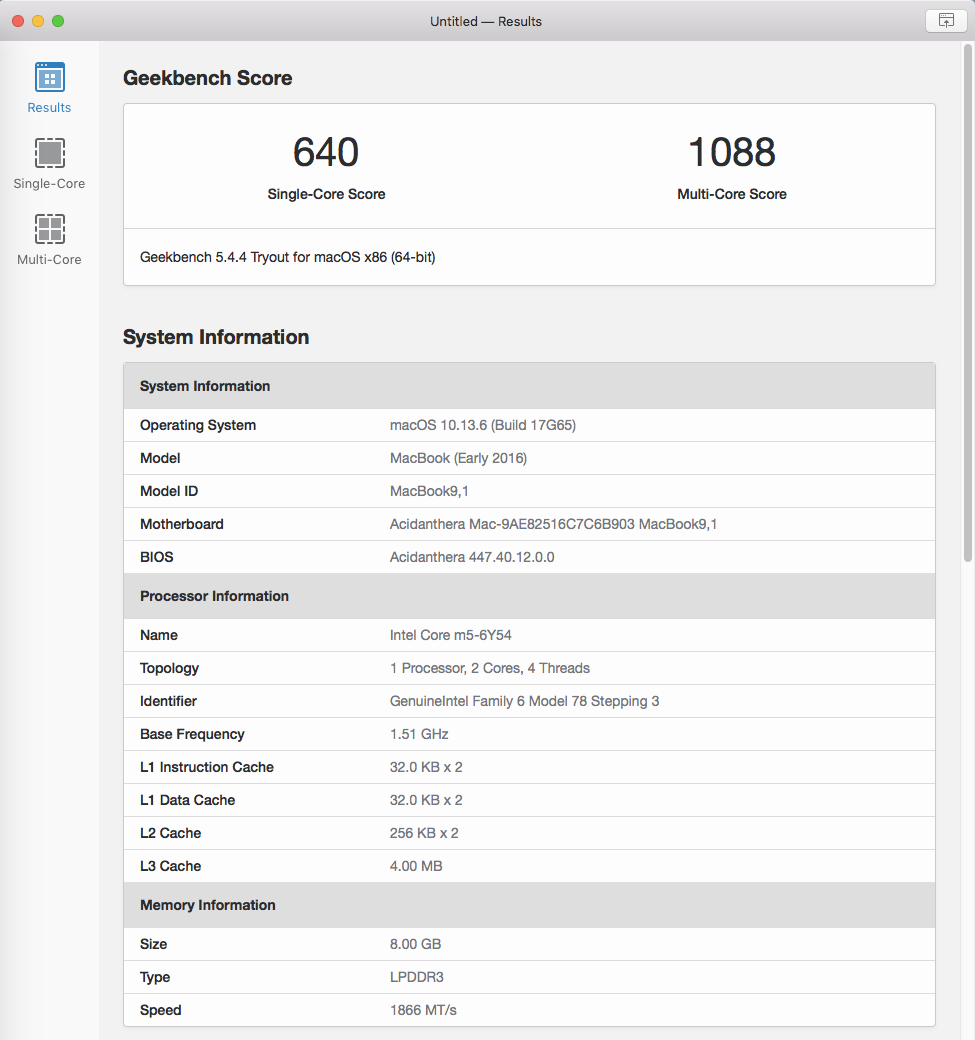 Untitled — Results
Results
Single-Core
Multi-Core
Geekbench Score
640
Single-Core Score
1088
Multi-Core Score
Geekbench 5.4.4 Tryout for macOS x86 (64-bit)
System Information
System Information
Operating System macOS 10.13.6 (Build 17G65)
Model MacBook (Early 2016)
Model ID MacBook9,1
Motherboard Acidanthera Mac-9AE82516C7C6B903 MacBook9,1
BIOS Acidanthera 447.40.12.0.0
Processor Information
Name Intel Core m5-6Y54
Topology 1 Processor, 2 Cores, 4 Threads
Identifier GenuineIntel Family 6 Model 78 Stepping 3
Base Frequency 1.51 GHz
L1 Instruction Cache 32.0 KB x 2
L1 Data Cache 32.0 KB x 2
L2 Cache 256 KB x 2
L3 Cache 4.00 MB
Memory Information
Size 8.00 GB
Type LPDDR3
Speed 1866 MT/s